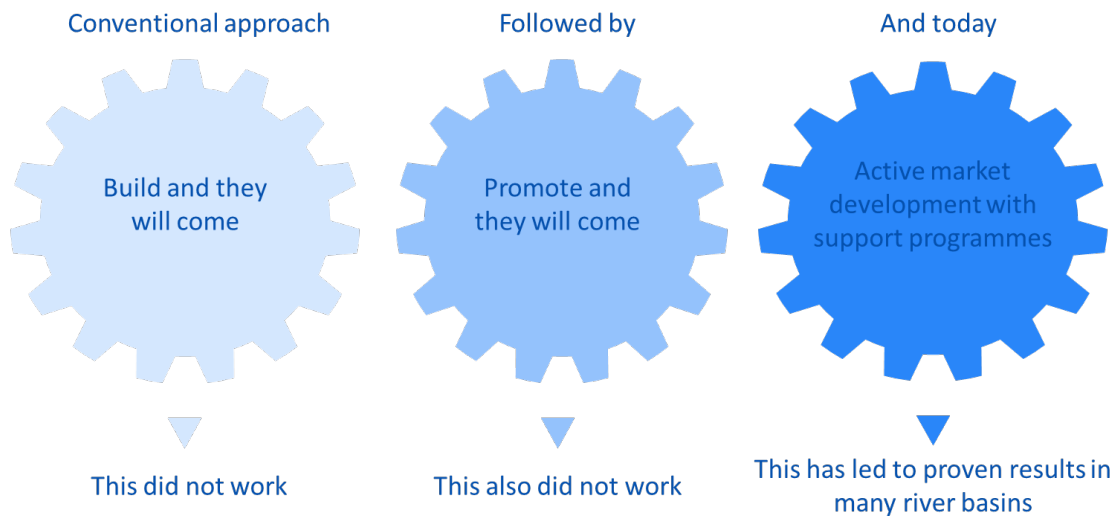 Conventional approach
Followed by
And today
Build and they
will come
Promote and
they will come
Active market
development with
support programmes
This did not work
This also did not work
This has led to proven results in
many river basins